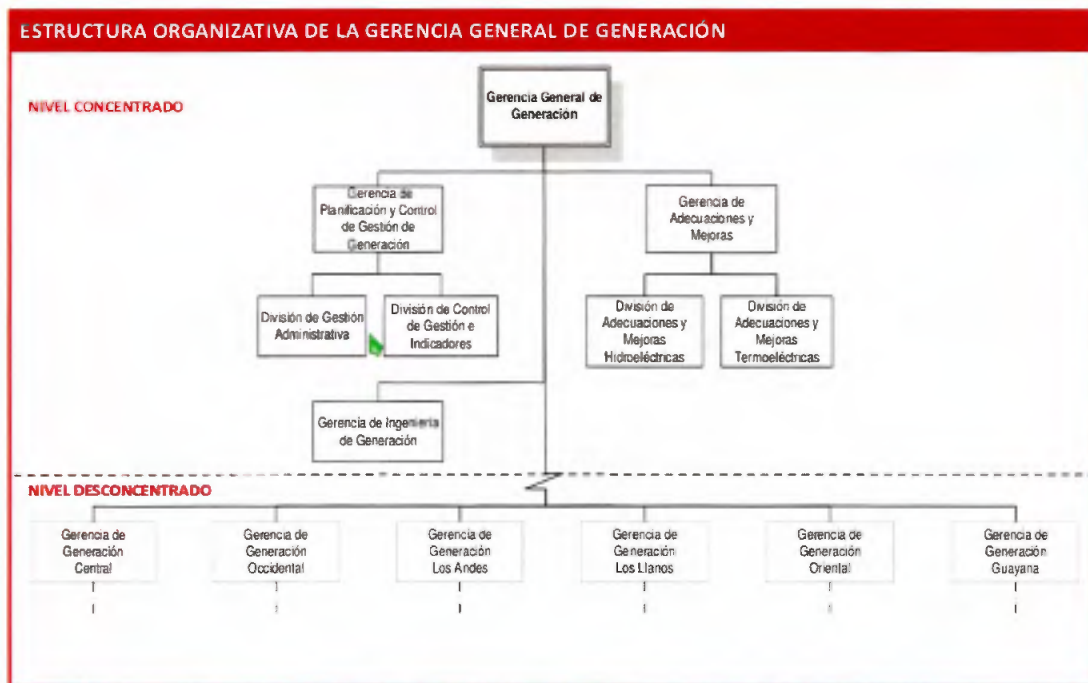 ESTRUCTURA ORGANIZATIVA DE LA GERENCIA GENERAL DE GENERACIÓN
NIVEL CONCENTRADO
Gerencia General de
Generación
Gerencia de
Planificación y Control
de Gestión de
Generación
Gerencia de
Adecuaciones y
Mejoras
División de Gestión
Administrativa
División de Control
de Gestión e
Indicadores
División de
Adecuaciones y
Mejoras
Hidroeléctricas
División de
Adecuaciones y
Mejoras
Termoeléctricas
Gerencia de Ingeniería
de Generación
NIVEL DESCONCENTRADO
Gerencia de
Generación
Central
Gerencia de
Generación
Occidental
Gerencia de
Generación
Los Andes
Gerencia de
Generación
Los Llanos
Gerencia de
Generación
Oriental
Gerencia de
Generación
Guayana